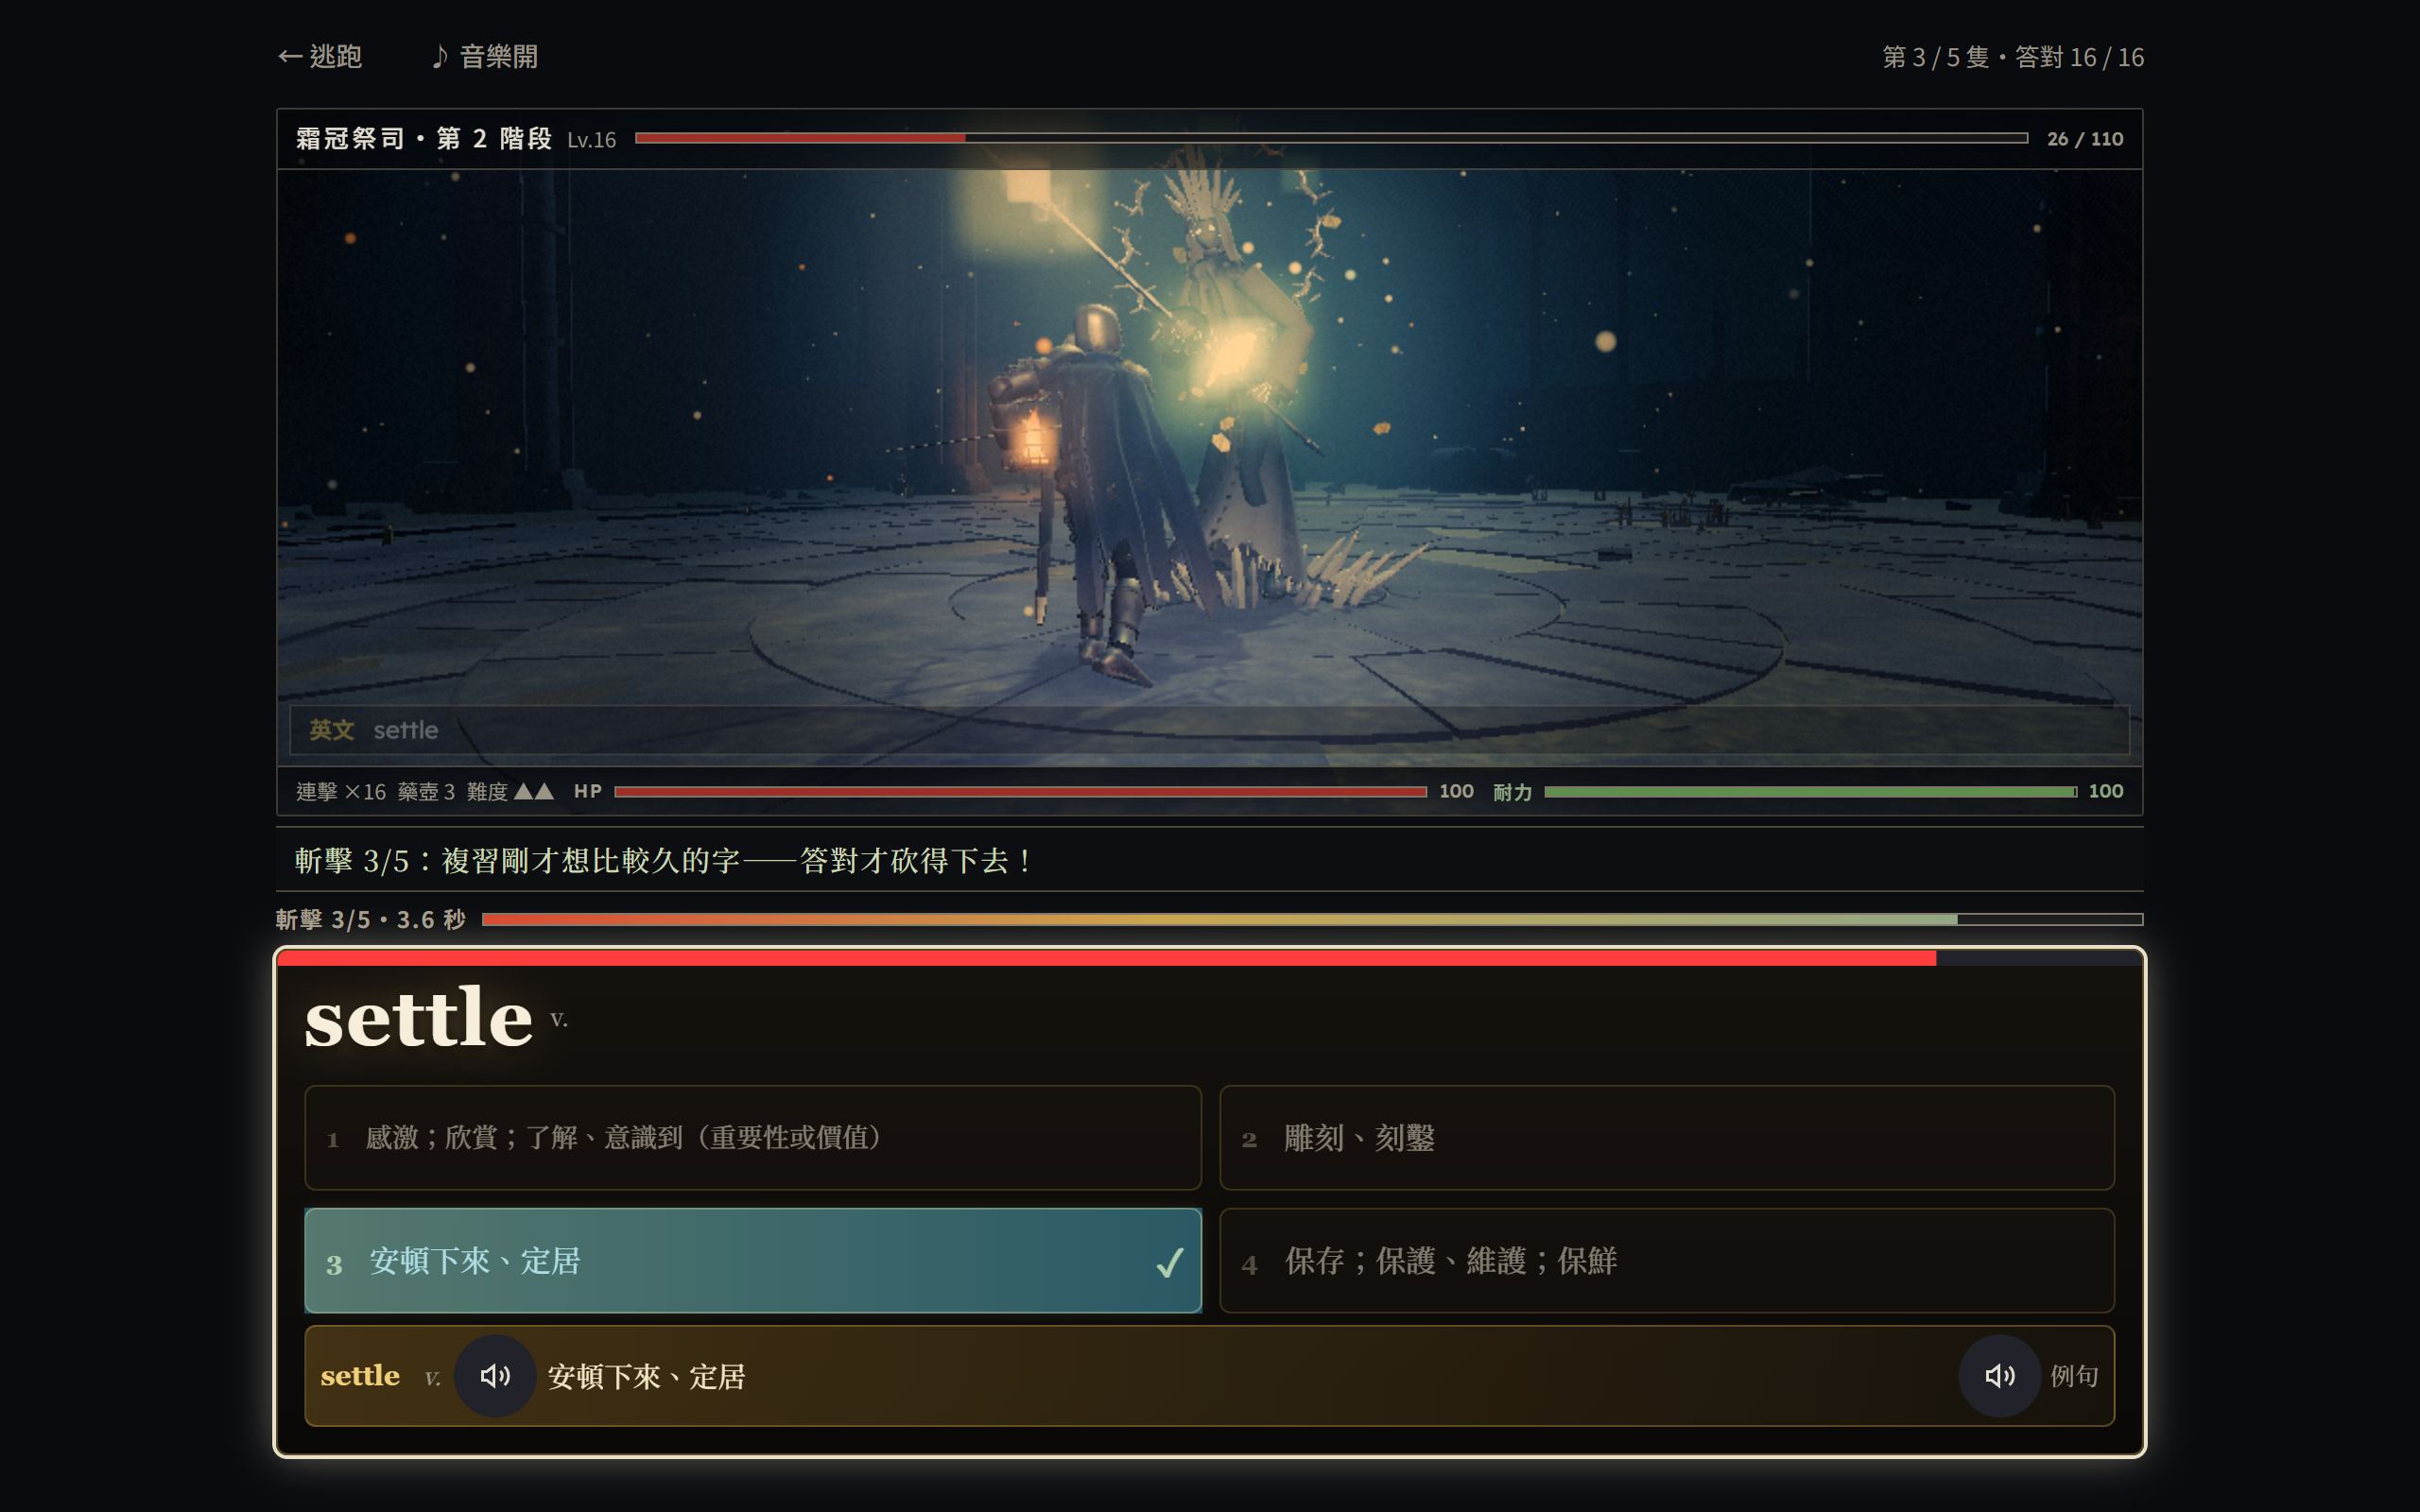 ← 逃跑 ♪ 音樂開 第 3 / 5 隻・答對 16 / 16
霜冠祭司・第 2 階段 Lv.16 26 / 110
英文 settle
連擊 ×16 藥壺 3 難度 ▲▲ HP 100 耐力 100
斬擊 3/5：複習剛才想比較久的字——答對才砍得下去！
斬擊 3/5・3.6 秒
settle v.
1 感激；欣賞；了解、意識到（重要性或價值）
2 雕刻、刻鑿
3 安頓下來、定居 ✓
4 保存；保護、維護；保鮮
settle v. 安頓下來、定居 例句